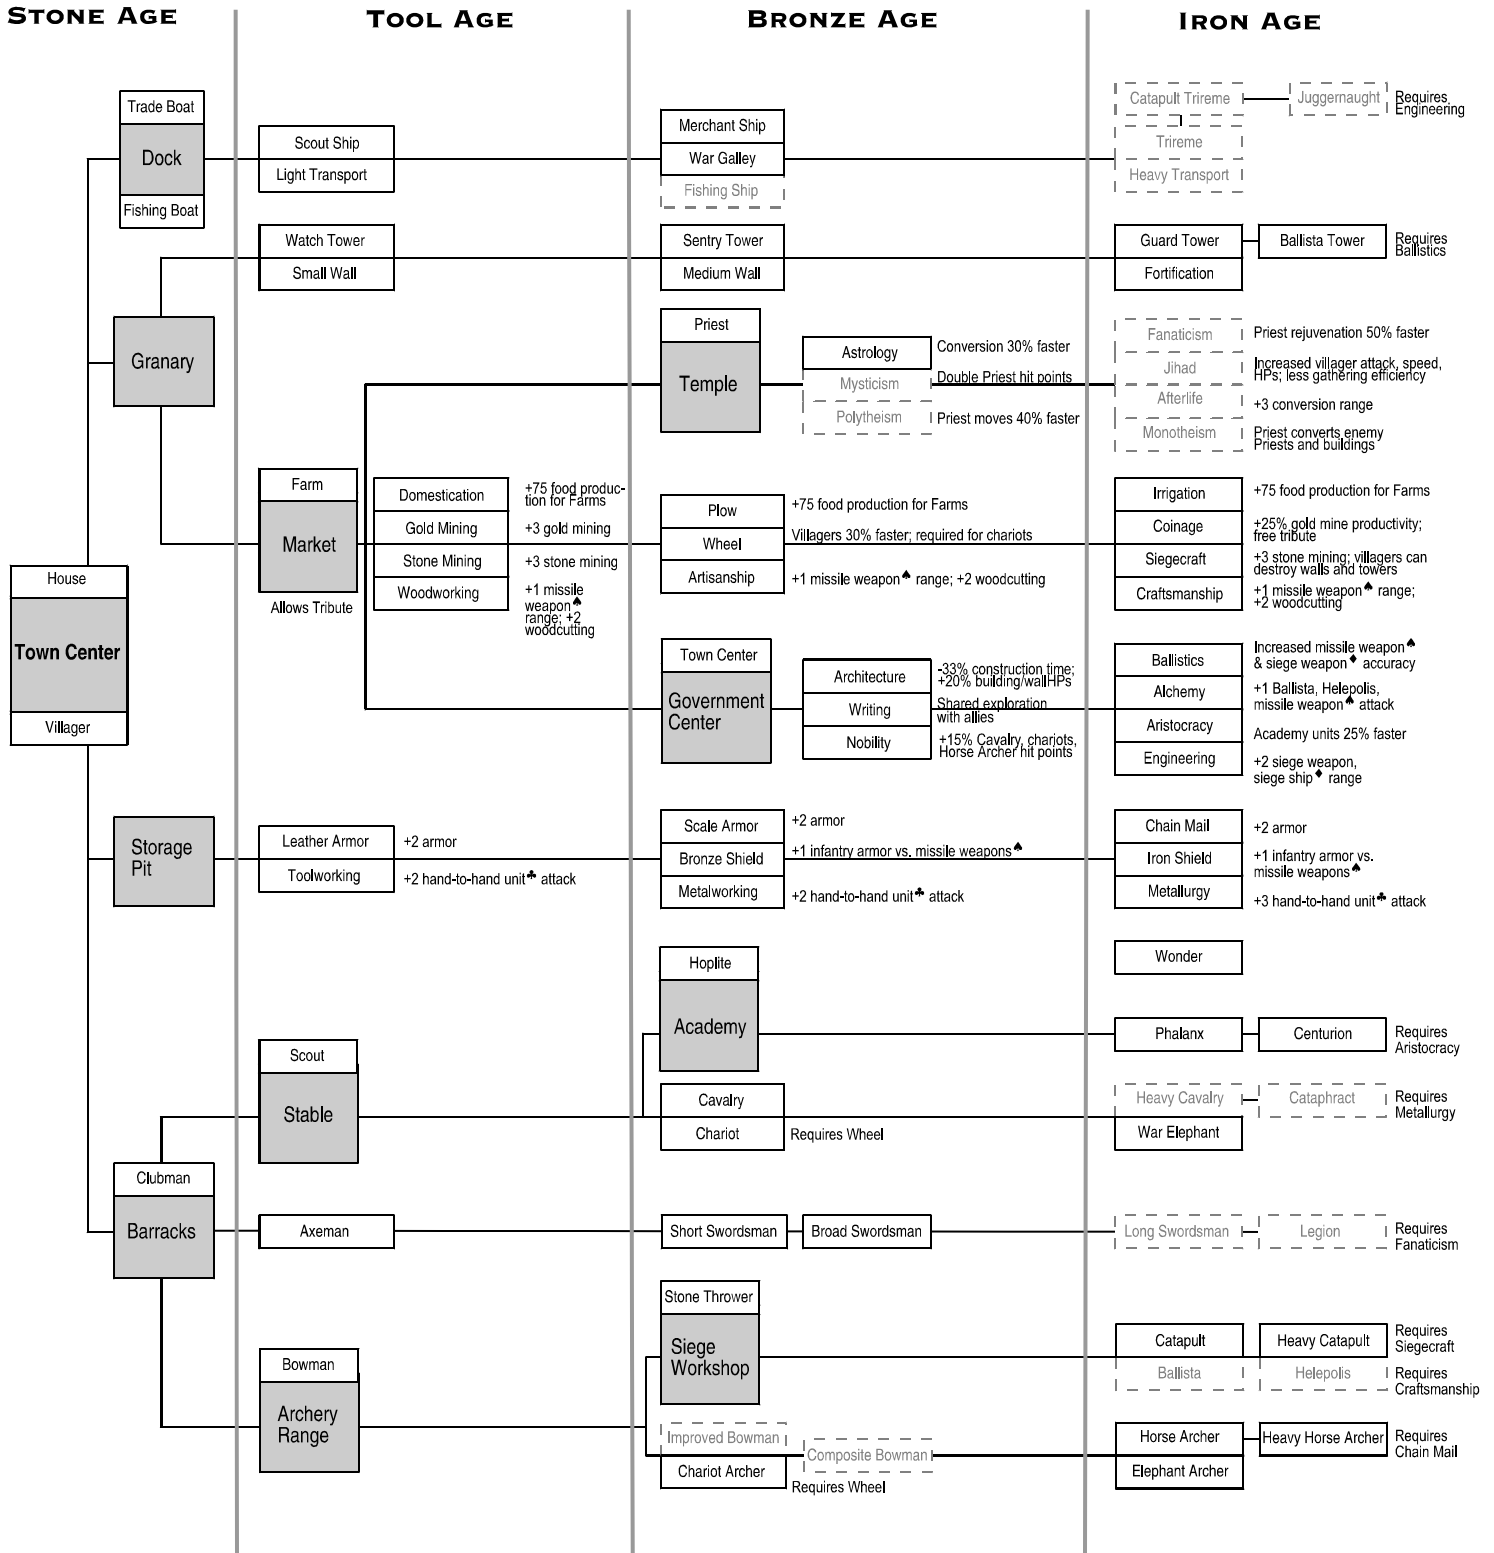 STONE AGE
TOOL AGE
BRONZE AGE
IRON AGE
Trade Boat
Dock
Fishing Boat
Scout Ship
Light Transport
Merchant Ship
War Galley
Fishing Ship
Catapult Trireme
Juggernaught
Requires
Engineering
Trireme
Heavy Transport
Watch Tower
Small Wall
Sentry Tower
Medium Wall
Guard Tower
Fortification
Ballista Tower
Requires
Ballistics
Granary
Priest
Temple
Astrology
Conversion 30% faster
Mysticism
Double Priest hit points
Polytheism
Priest moves 40% faster
Fanaticism
Priest rejuvenation 50% faster
Jihad
Increased villager attack, speed,
HPs; less gathering efficiency
Afterlife
+3 conversion range
Monotheism
Priest converts enemy
Priests and buildings
Farm
Market
Allows Tribute
Domestication
+75 food produc-
tion for Farms
Gold Mining
+3 gold mining
Stone Mining
+3 stone mining
Woodworking
+1 missile
weapon♠
range; +2
woodcutting
Plow
+75 food production for Farms
Wheel
Villagers 30% faster; required for chariots
Artisanship
+1 missile weapon♠ range; +2 woodcutting
Irrigation
+75 food production for Farms
Coinage
+25% gold mine productivity;
free tribute
Siegecraft
+3 stone mining; villagers can
destroy walls and towers
Craftsmanship
+1 missile weapon♠ range;
+2 woodcutting
House
Town Center
Villager
Town Center
Government
Center
Architecture
-33% construction time;
+20% building/wallHPs
Writing
Shared exploration
with allies
Nobility
+15% Cavalry, chariots,
Horse Archer hit points
Ballistics
Increased missile weapon♠
& siege weapon♦ accuracy
Alchemy
+1 Ballista, Helepolis,
missile weapon♠ attack
Aristocracy
Academy units 25% faster
Engineering
+2 siege weapon,
siege ship♦ range
Storage
Pit
Leather Armor
+2 armor
Toolworking
+2 hand-to-hand unit♣ attack
Scale Armor
+2 armor
Bronze Shield
+1 infantry armor vs. missile weapons♠
Metalworking
+2 hand-to-hand unit♣ attack
Chain Mail
+2 armor
Iron Shield
+1 infantry armor vs.
missile weapons♠
Metallurgy
+3 hand-to-hand unit♣ attack
Wonder
Hoplite
Academy
Phalanx
Centurion
Requires
Aristocracy
Scout
Stable
Cavalry
Chariot
Requires Wheel
Heavy Cavalry
Cataphract
Requires
Metallurgy
War Elephant
Clubman
Barracks
Axeman
Short Swordsman
Broad Swordsman
Long Swordsman
Legion
Requires
Fanaticism
Stone Thrower
Siege
Workshop
Catapult
Heavy Catapult
Requires
Siegecraft
Ballista
Helepolis
Requires
Craftsmanship
Bowman
Archery
Range
Improved Bowman
Composite Bowman
Chariot Archer
Requires Wheel
Horse Archer
Heavy Horse Archer
Requires
Chain Mail
Elephant Archer